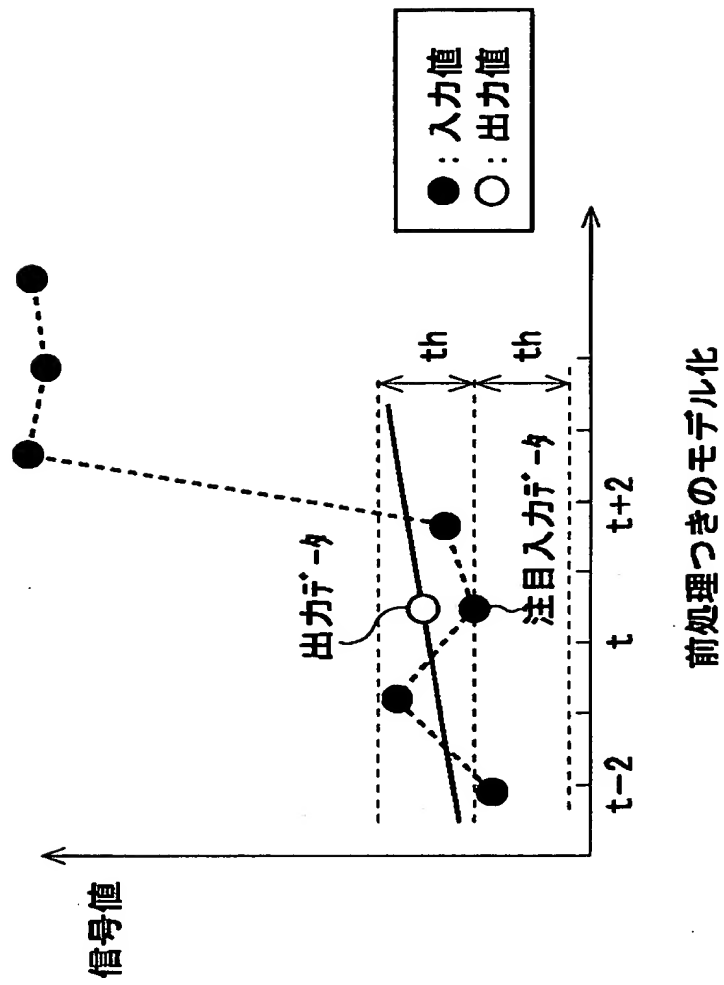 信号値
出力データ
注目入力データ
th
th
t−2
t
t+2
●：入力値
○：出力値
前処理つきのモデル化